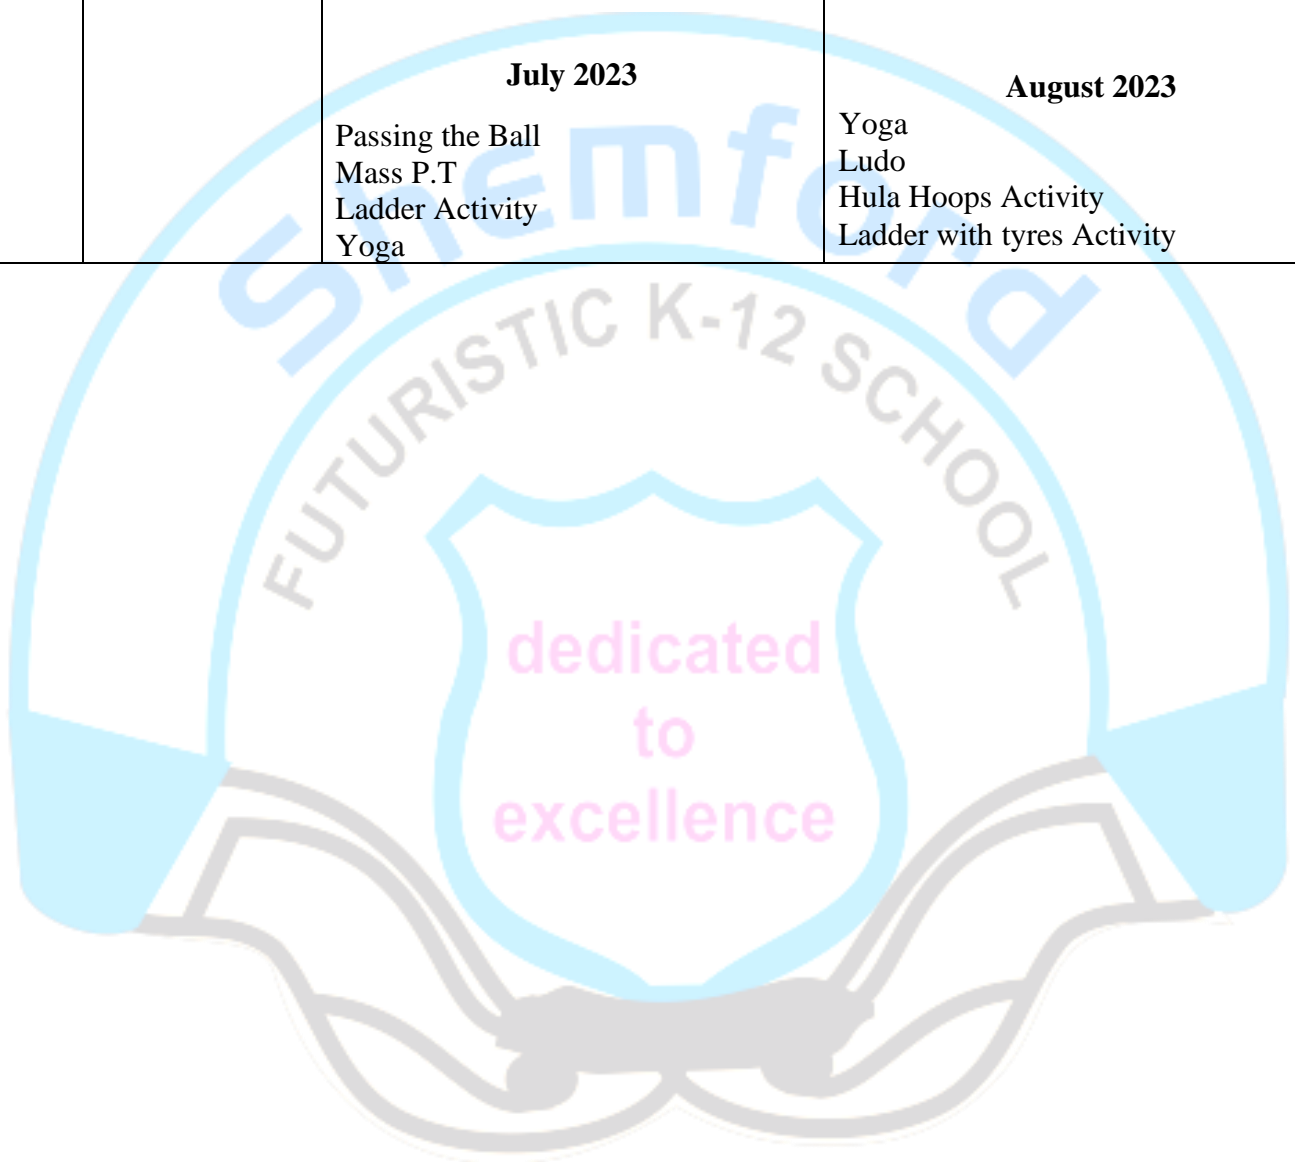 July 2023
Passing the Ball
Mass P.T
Ladder Activity
Yoga
August 2023
Yoga
Ludo
Hula Hoops Activity
Ladder with tyres Activity
Shemford
FUTURISTIC K-12 SCHOOL
dedicated
to
excellence